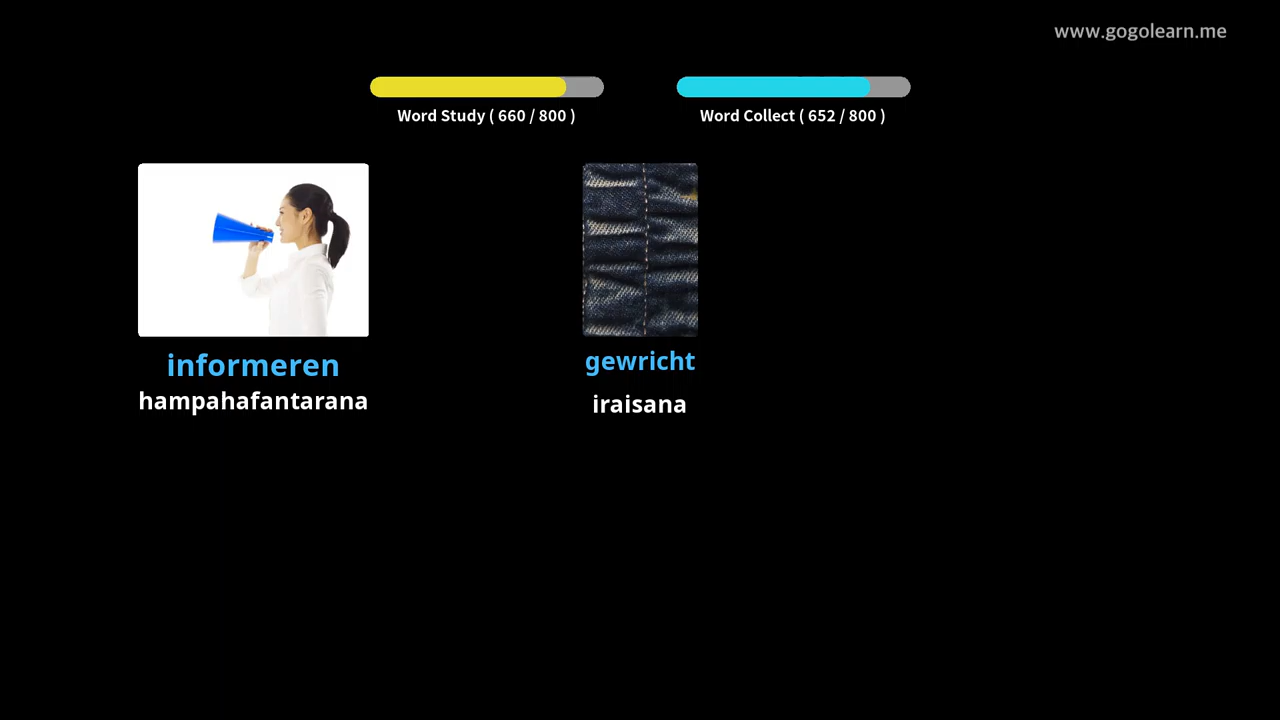 www.gogolearn.me
Word Study ( 660 / 800 )
Word Collect ( 652 / 800 )
informeren
hampahafantarana
gewricht
iraisana